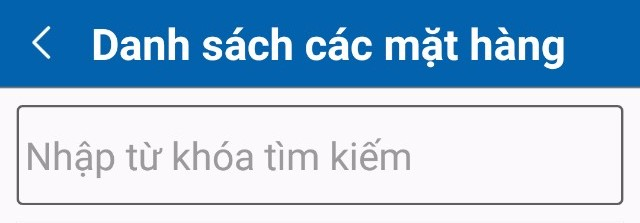 Danh sách các mặt hàng
Nhập từ khóa tìm kiếm